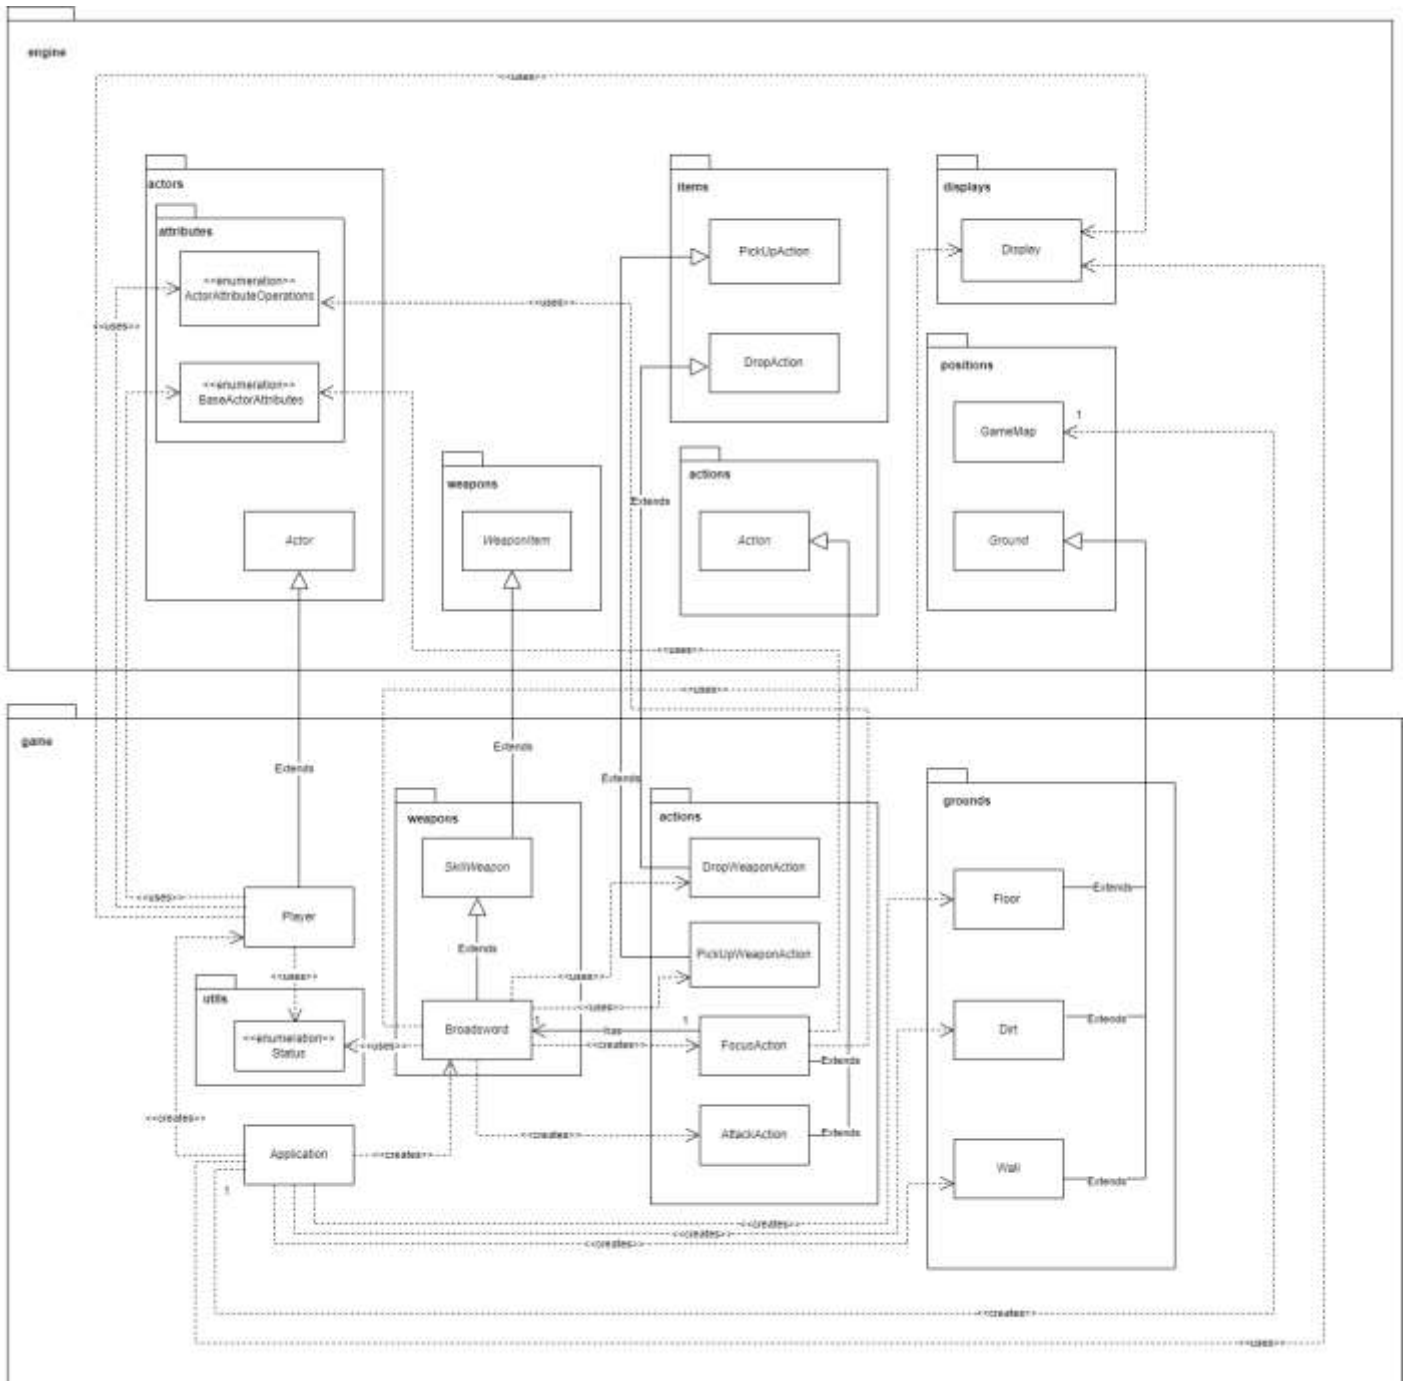 engine
<<uses>>
actors
items
displays
attributes
PickUpAction
Display
<<enumeration>>
ActorAttributeOperations
<<uses>>
<<uses>>
positions
DropAction
<<enumeration>>
BaseActorAttributes
1
GameMap
actions
weapons
Extends
Actor
WeaponItem
Action
Ground
<<uses>>
<<uses>>
game
Extends
Extends
Extends
grounds
weapons
actions
SkillWeapon
DropWeaponAction
Floor
Extends
<<uses>>
Player
Extends
PickUpWeaponAction
<<uses>>
<<uses>>
utils
<<uses>>
1
1
Broadsword
has
Dirt
Extends
<<enumeration>>
Status
<<uses>>
<<creates>>
FocusAction
Extends
<<creates>>
AttackAction
Extends
<<creates>>
Application
<<creates>>
Wall
Extends
1
<<creates>>
<<creates>>
<<creates>>
<<creates>>
<<uses>>